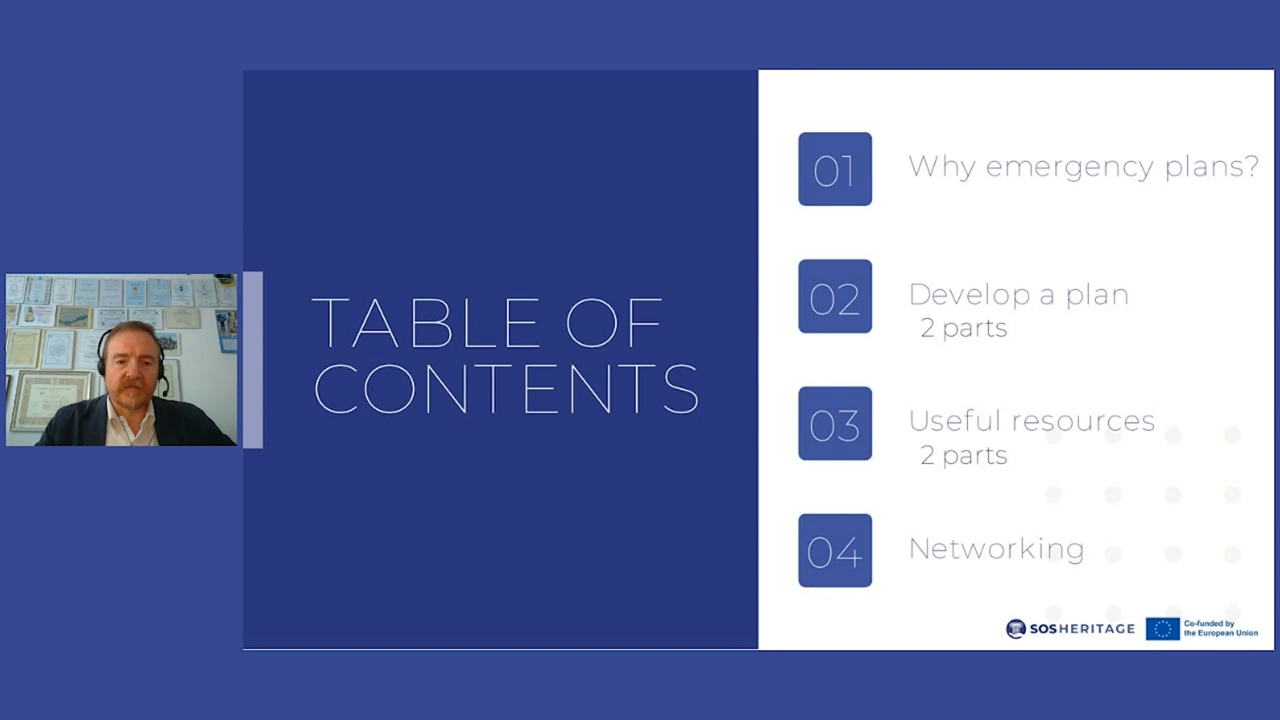 TABLE OF
CONTENTS
01
Why emergency plans?
02
Develop a plan
2 parts
03
Useful resources
2 parts
04
Networking
SOSHERITAGE
Co-funded by
the European Union